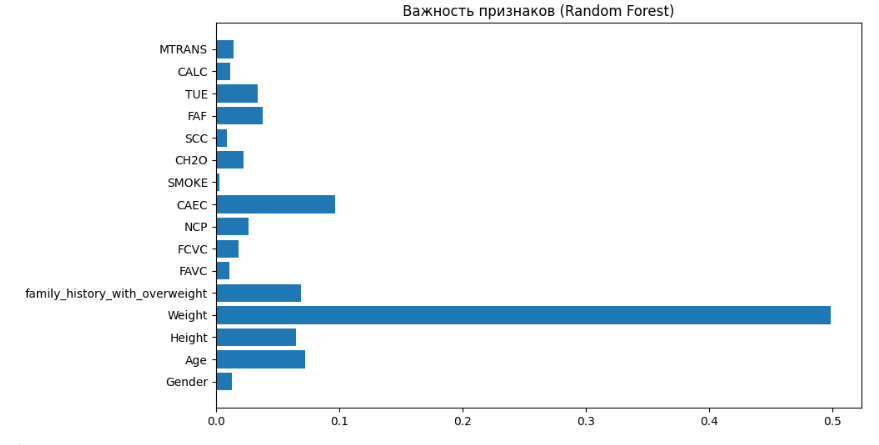 Важность признаков (Random Forest)
MTRANS
CALC
TUE
FAF
SCC
CH2O
SMOKE
CAEC
NCP
FCVC
FAVC
family_history_with_overweight
Weight
Height
Age
Gender
0.0 0.1 0.2 0.3 0.4 0.5